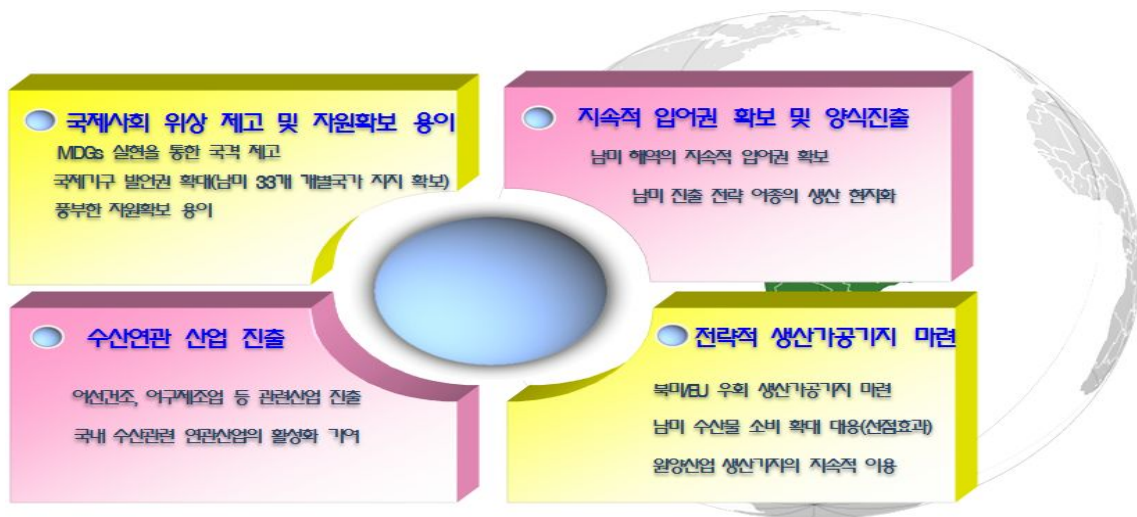 국제사회 위상 제고 및 자원확보 용이
MDGs 실현을 통한 국격 제고
국제기구 발언권 확대(남미 33개 개별국가 지지 확보)
풍부한 자원확보 용이
지속적 입어권 확보 및 양식진출
남미 해역의 지속적 입어권 확보
남미 진출 전략 어종의 생산 현지화
수산연관 산업 진출
어선건조, 어구제조업 등 관련산업 진출
국내 수산관련 연관산업의 활성화 기여
전략적 생산가공기지 마련
북미/EU 우회 생산가공기지 마련
남미 수산물 소비 확대 대응(선점효과)
원양산업 생산기지의 지속적 이용